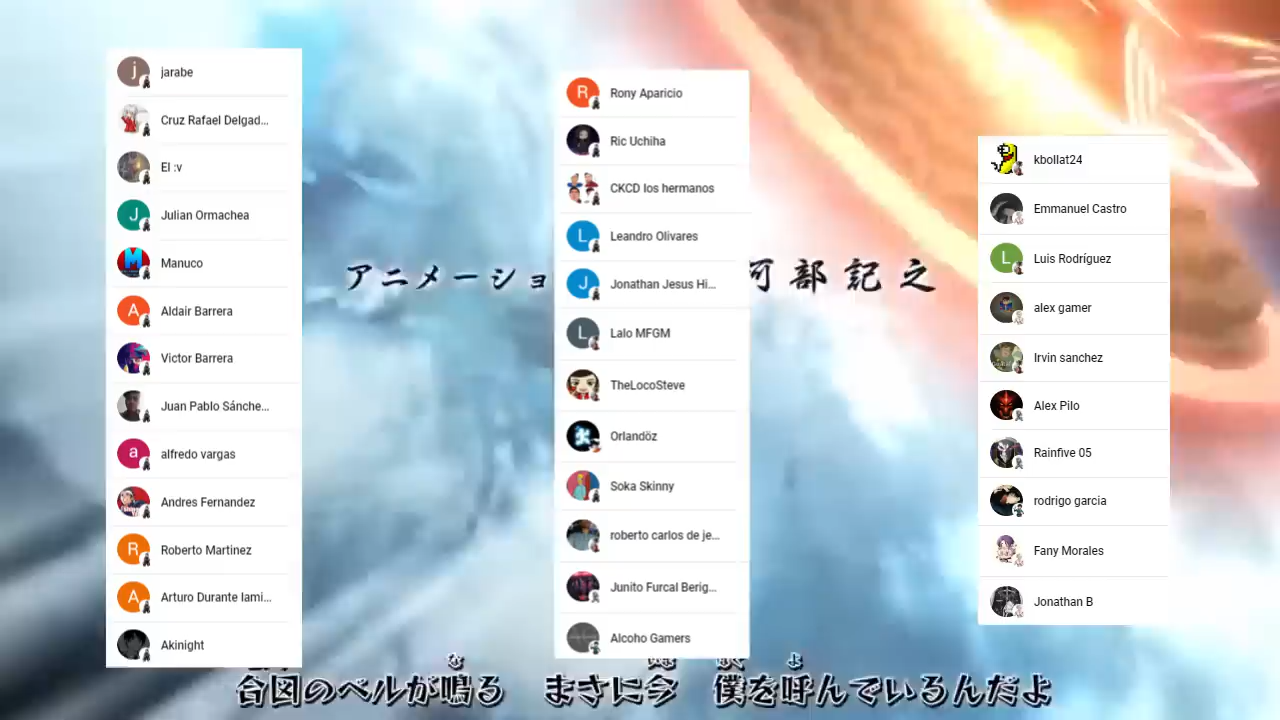 jarabe
Cruz Rafael Delgad...
El :v
Julian Ormachea
Manuco
Aldair Barrera
Victor Barrera
Juan Pablo Sánche...
alfredo vargas
Andres Fernandez
Roberto Martinez
Arturo Durante lami...
Akinight
Rony Aparicio
Ric Uchiha
CKCD los hermanos
Leandro Olivares
Jonathan Jesus Hi...
Lalo MFGM
TheLocoSteve
Orlandöz
Soka Skinny
roberto carlos de je...
Junito Furcal Berig...
Alcoho Gamers
kbollat24
Emmanuel Castro
Luis Rodríguez
alex gamer
Irvin sanchez
Alex Pilo
Rainfive 05
rodrigo garcia
Fany Morales
Jonathan B
アニメーショ 阿部記之
合図のベルが鳴る まさに今 僕を呼んでいるんだよ